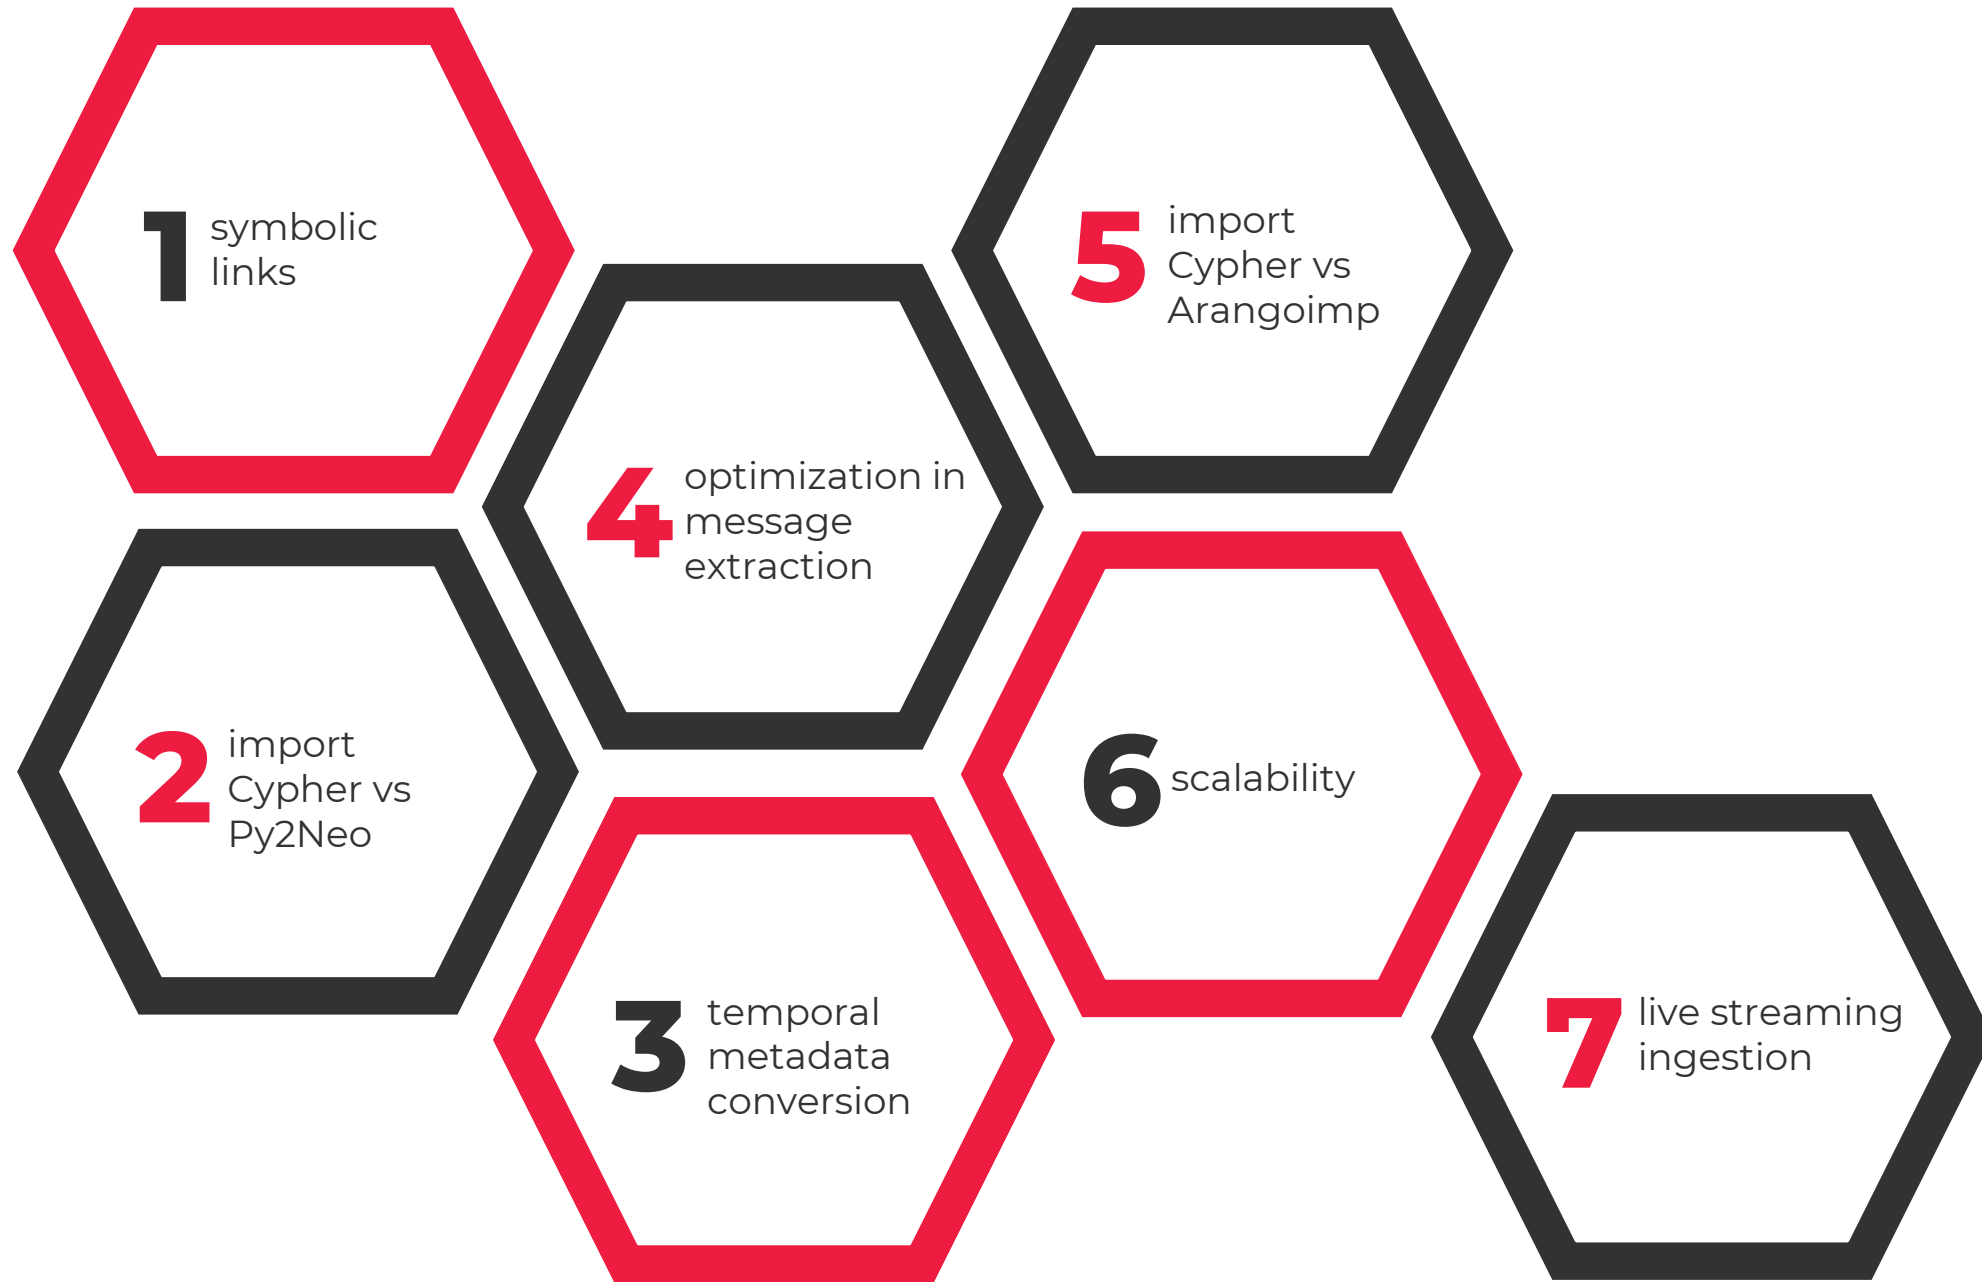 1
symbolic
links
2
import
Cypher vs
Py2Neo
3
temporal
metadata
conversion
4
optimization in
message
extraction
5
import
Cypher vs
Arangoimp
6
scalability
7
live streaming
ingestion